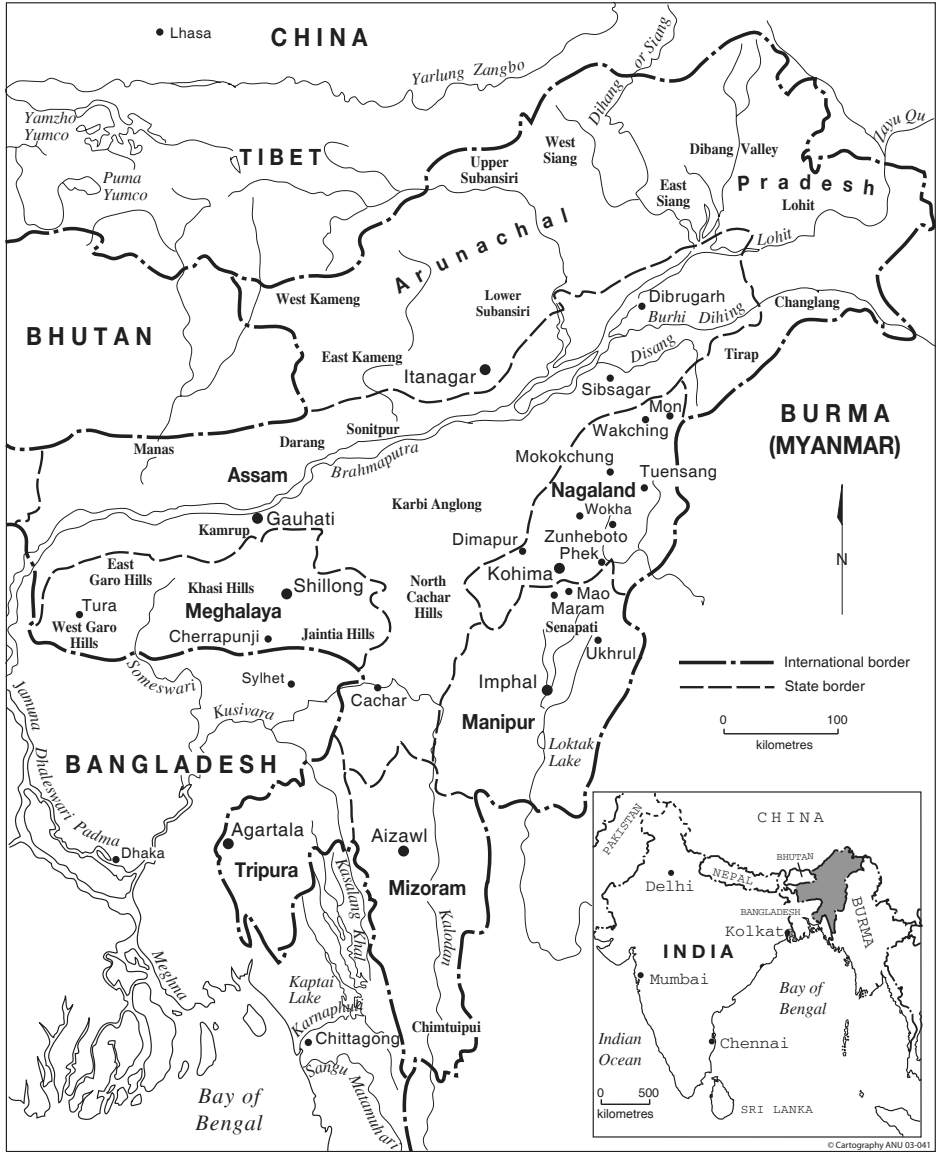 Lhasa
CHINA
Yarlung Zangbo
Dihang or Siang
Zayu Qu
Yamzho
Yumco
TIBET
Puma
Yumco
Upper
Subansiri
West
Siang
Dibang Valley
East
Siang
Pradesh
Lohit
Lohit
Arunachal
West Kameng
Lower
Subansiri
Dibrugarh
Burhi Dihing
Changlang
BHUTAN
East Kameng
Itanagar
Disang
Tirap
Sibsagar
Mon
Wakching
BURMA
(MYANMAR)
Manas
Darang
Sonitpur
Brahmaputra
Assam
Mokokchung
Tuensang
Nagaland
Wokha
Karbi Anglong
Kamrup
Gauhati
Zunheboto
Dimapur
Phek
Kohima
N
East
Garo Hills
Khasi Hills
Shillong
Meghalaya
Tura
West Garo
Hills
Cherrapunji
Jaintia Hills
North
Cachar
Hills
Mao
Maram
Senapati
Ukhrul
Someswari
Sylhet
Cachar
Imphal
Manipur
Loktak
Lake
International border
State border
0 100
kilometres
Kusivara
Jamuna
Dhaleswari
Padma
BANGLADESH
Dhaka
Agartala
Tripura
Aizawl
Mizoram
Kasalang Khal
Kalodan
Meghna
Kaptai
Lake
Karnaphuli
Chittagong
Chimtuipui
Sangu
Matamuhari
Bay of
Bengal
CHINA
PAKISTAN
NEPAL
BHUTAN
Delhi
BANGLADESH
Kolkata
BURMA
INDIA
Mumbai
Bay of
Bengal
Indian
Ocean
Chennai
0 500
kilometres
SRI LANKA
© Cartography ANU 03-041